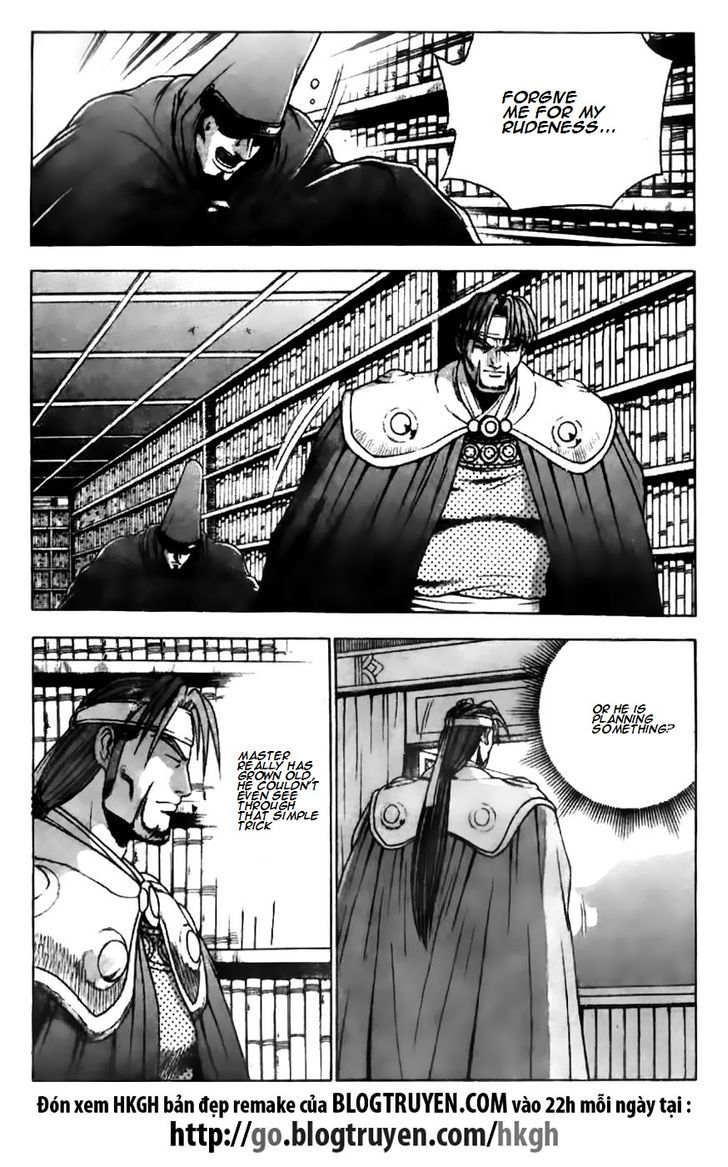 FORGIVE
ME FOR MY
RUDENESS...
MASTER
REALLY HAS
GROWN OLD,
HE COULDN'T
EVEN SEE
THROUGH
THAT SIMPLE
TRICK
OR HE IS
PLANNING
SOMETHING?
Đón xem HKGH bản đẹp remake của BLOGTRUYEN.COM vào 22h mỗi ngày tại :
http://go.blogtruyen.com/hkgh